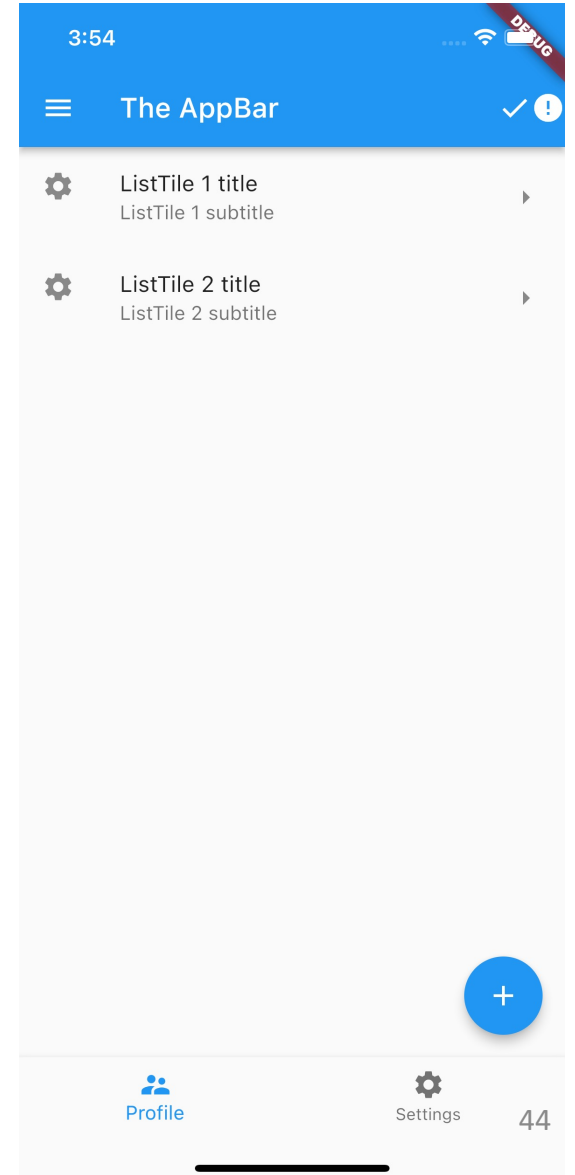 3:54
DEBUG
The AppBar
ListTile 1 title
ListTile 1 subtitle
ListTile 2 title
ListTile 2 subtitle
Profile
Settings
44